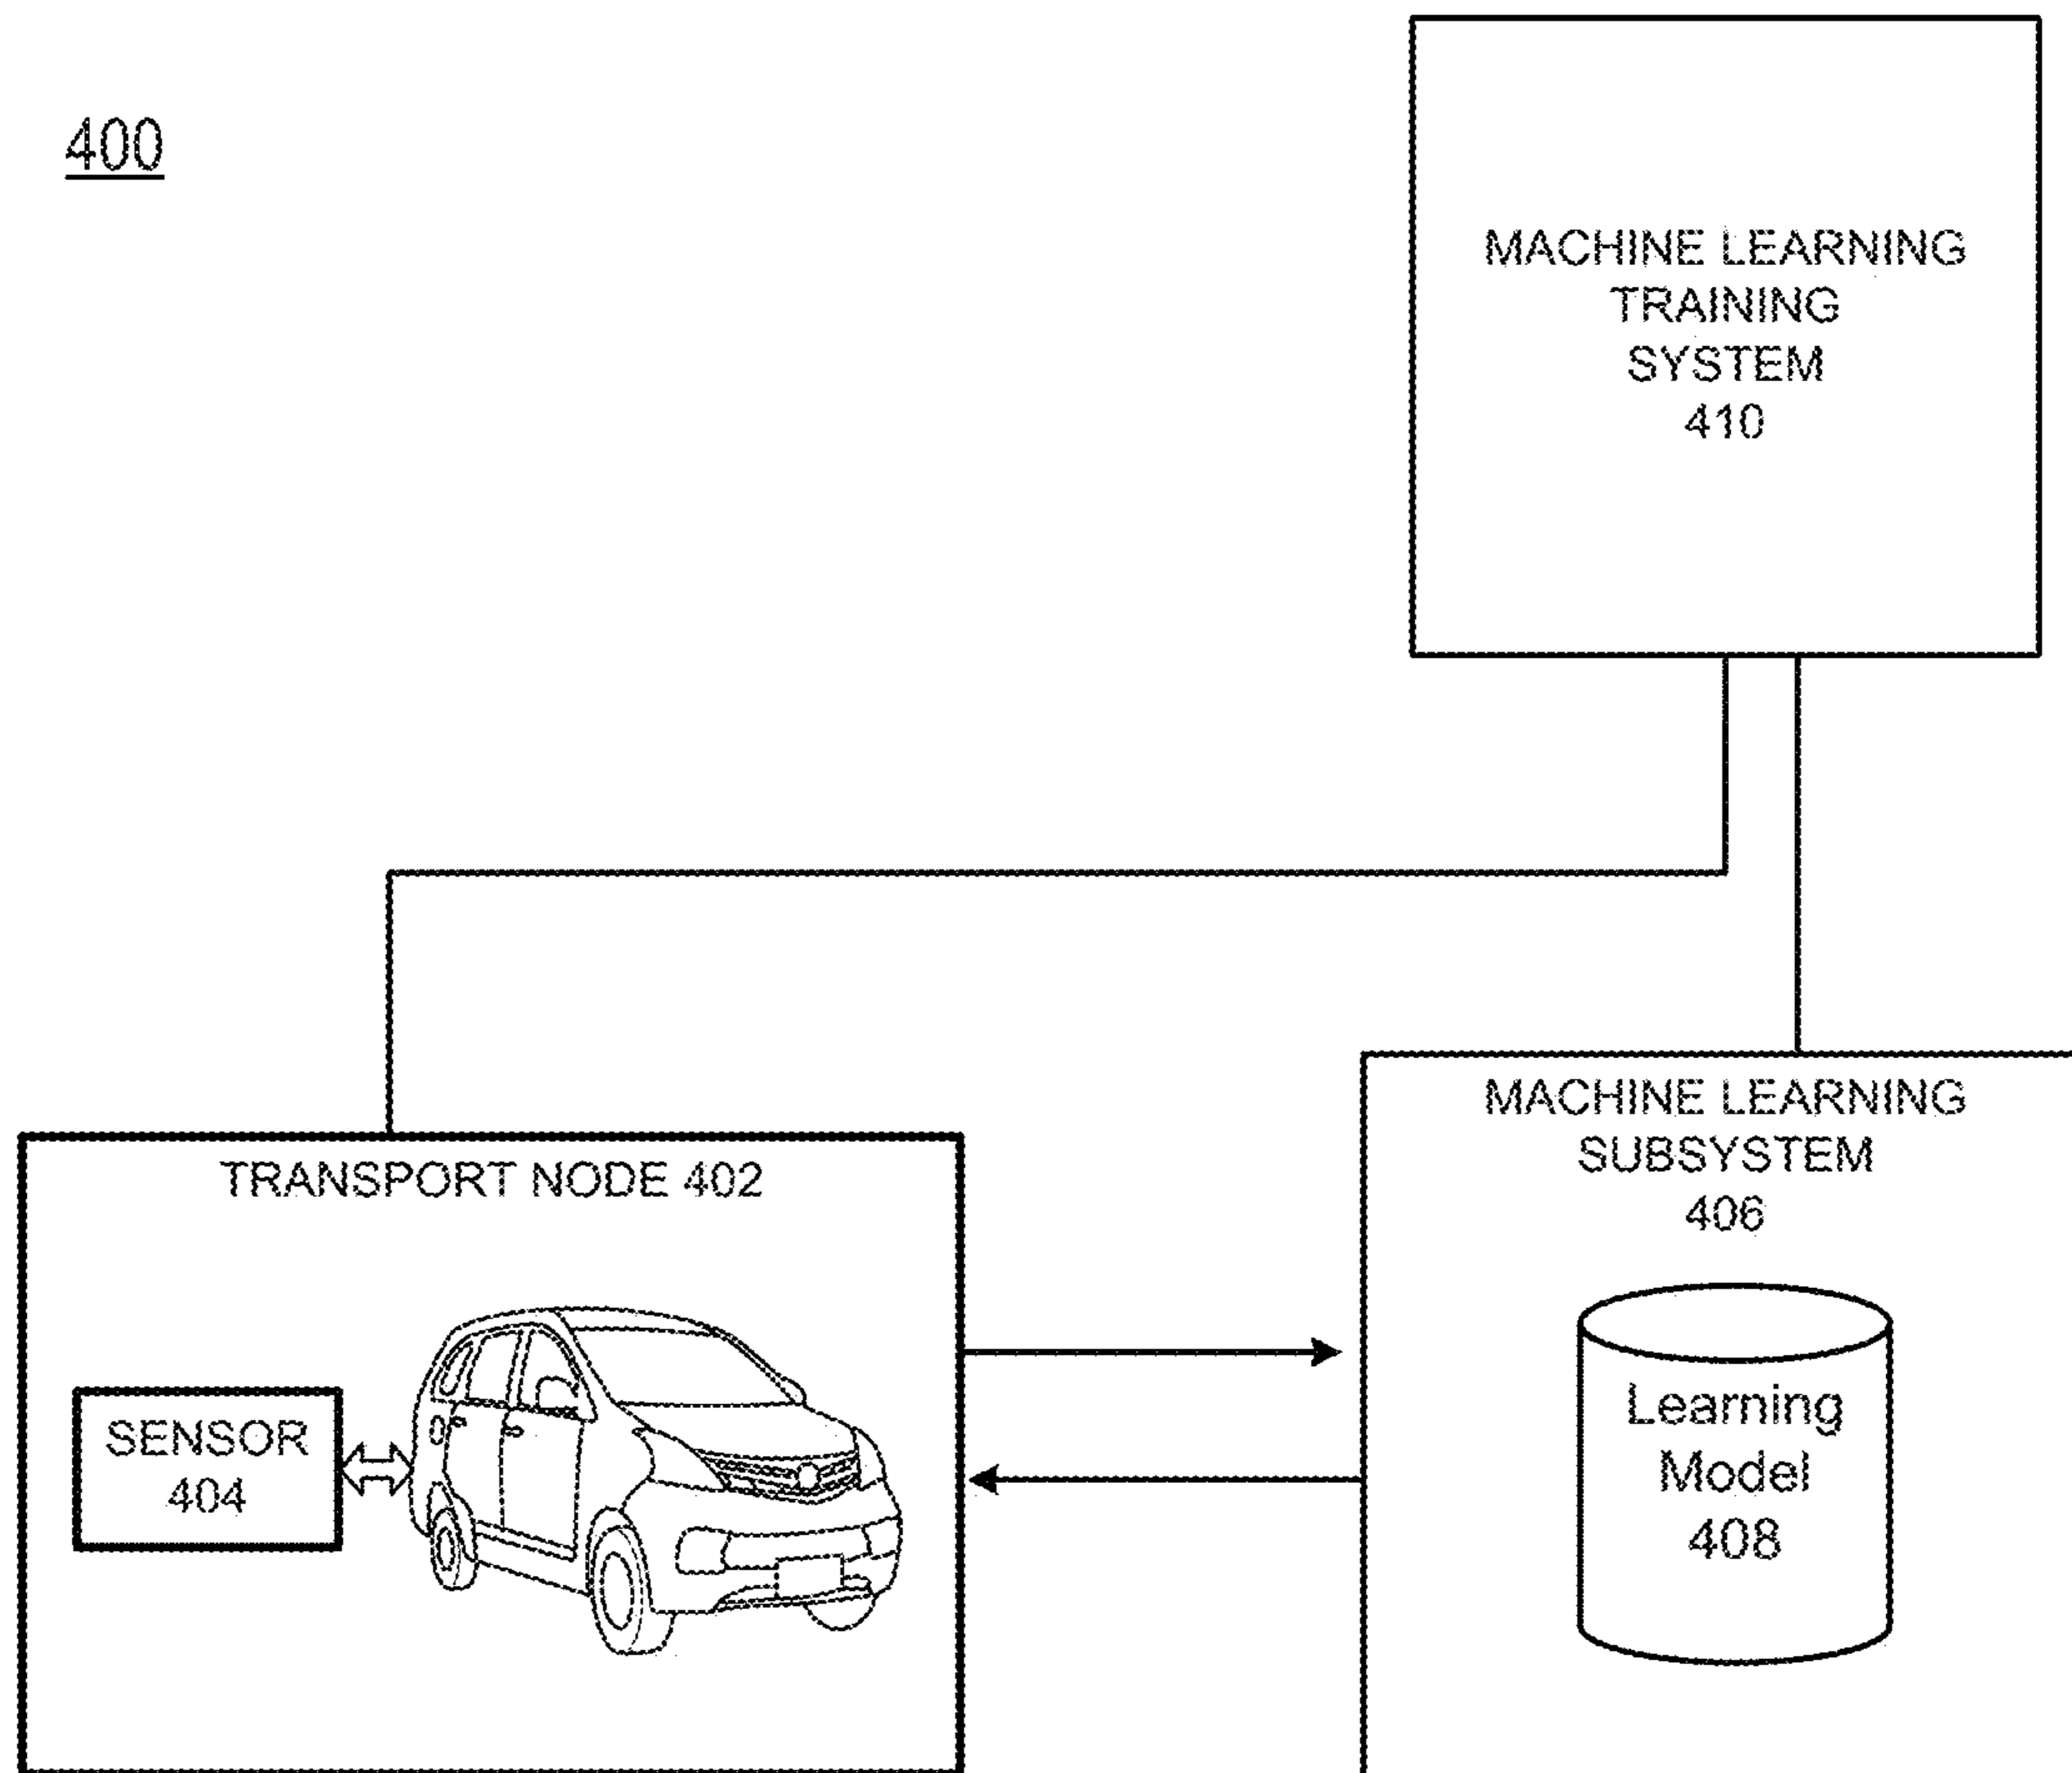 400
MACHINE LEARNING
TRAINING
SYSTEM
410
TRANSPORT NODE 402
SENSOR
404
MACHINE LEARNING
SUBSYSTEM
406
Learning
Model
408